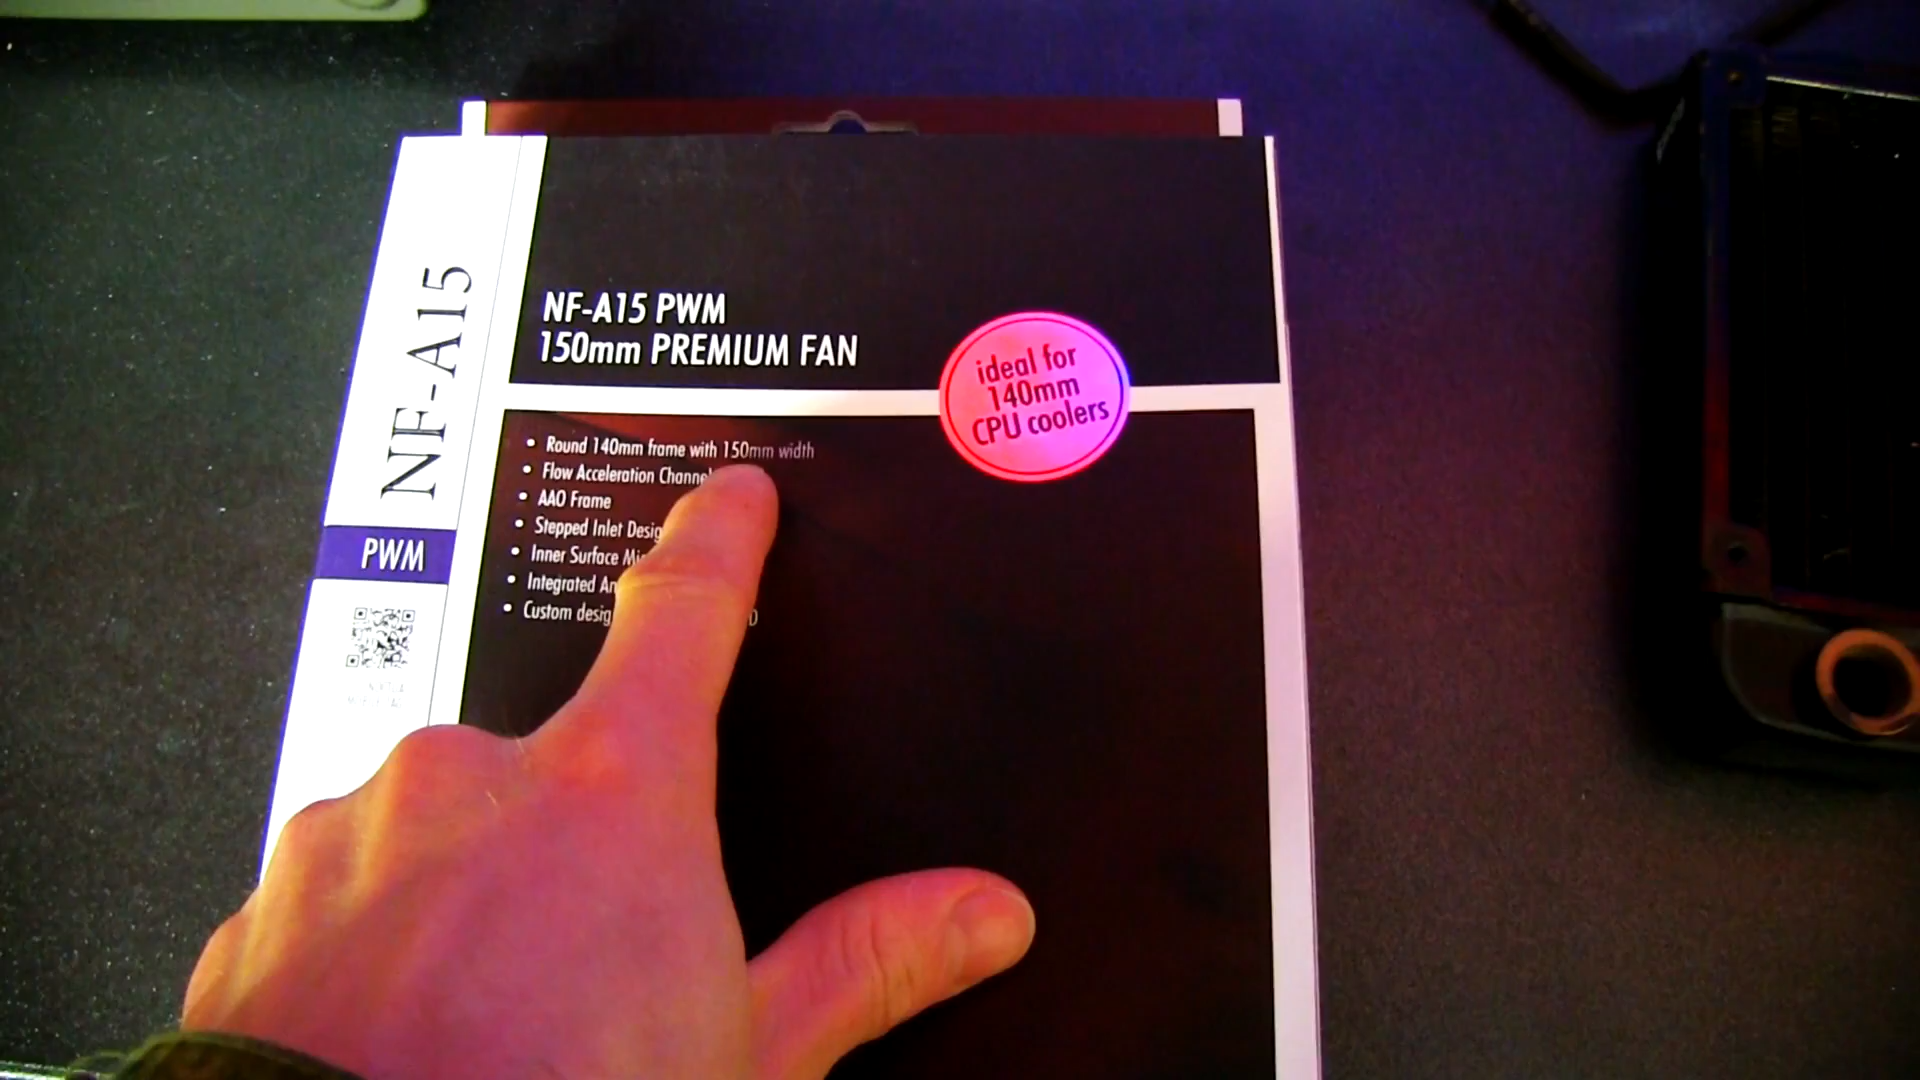 NF-A15
PWM
NF-A15 PWM
150mm PREMIUM FAN
ideal for
140mm
CPU coolers
• Round 140mm frame with 150mm width
• Flow Acceleration Channe
• AAO Frame
• Stepped Inlet Desig
• Inner Surface Mi
• Integrated An
• Custom desig